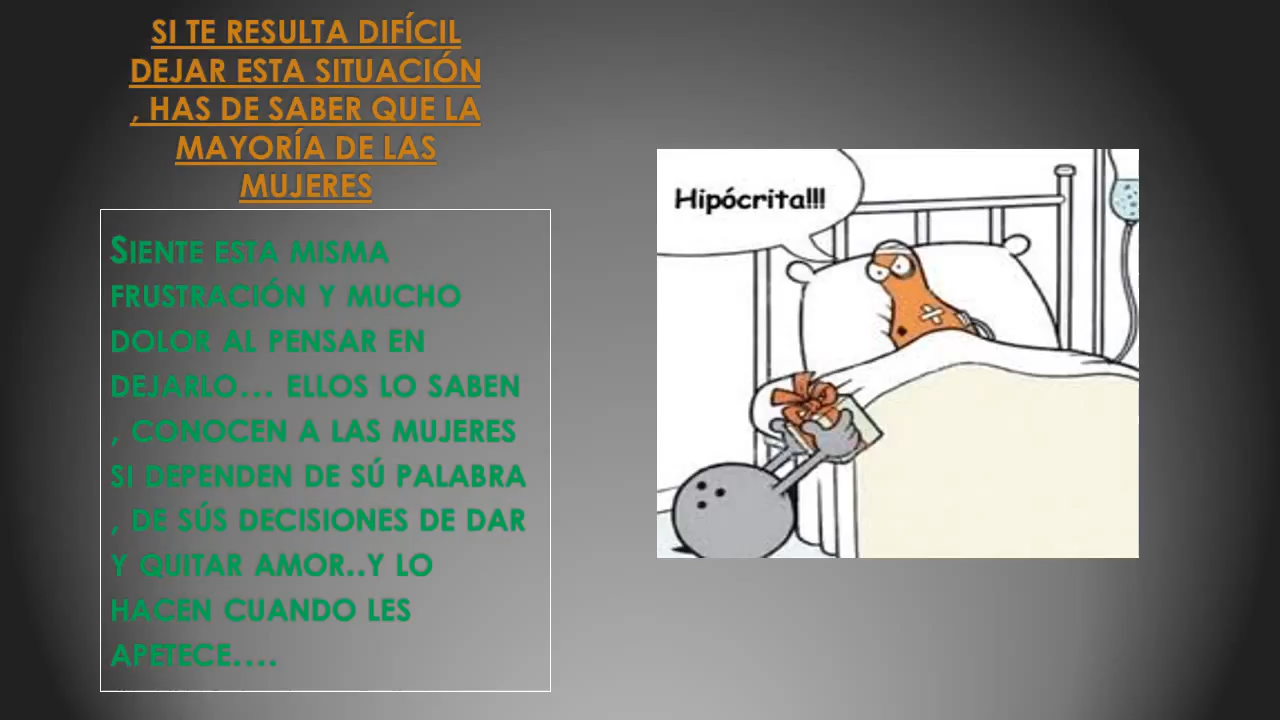 SI TE RESULTA DIFÍCIL
DEJAR ESTA SITUACIÓN
, HAS DE SABER QUE LA
MAYORÍA DE LAS
MUJERES
SIENTE ESTA MISMA
FRUSTRACIÓN Y MUCHO
DOLOR AL PENSAR EN
DEJARLO... ELLOS LO SABEN
, CONOCEN A LAS MUJERES
SI DEPENDEN DE SÚ PALABRA
, DE SÚS DECISIONES DE DAR
Y QUITAR AMOR..Y LO
HACEN CUANDO LES
APETECE....
Hipócrita!!!